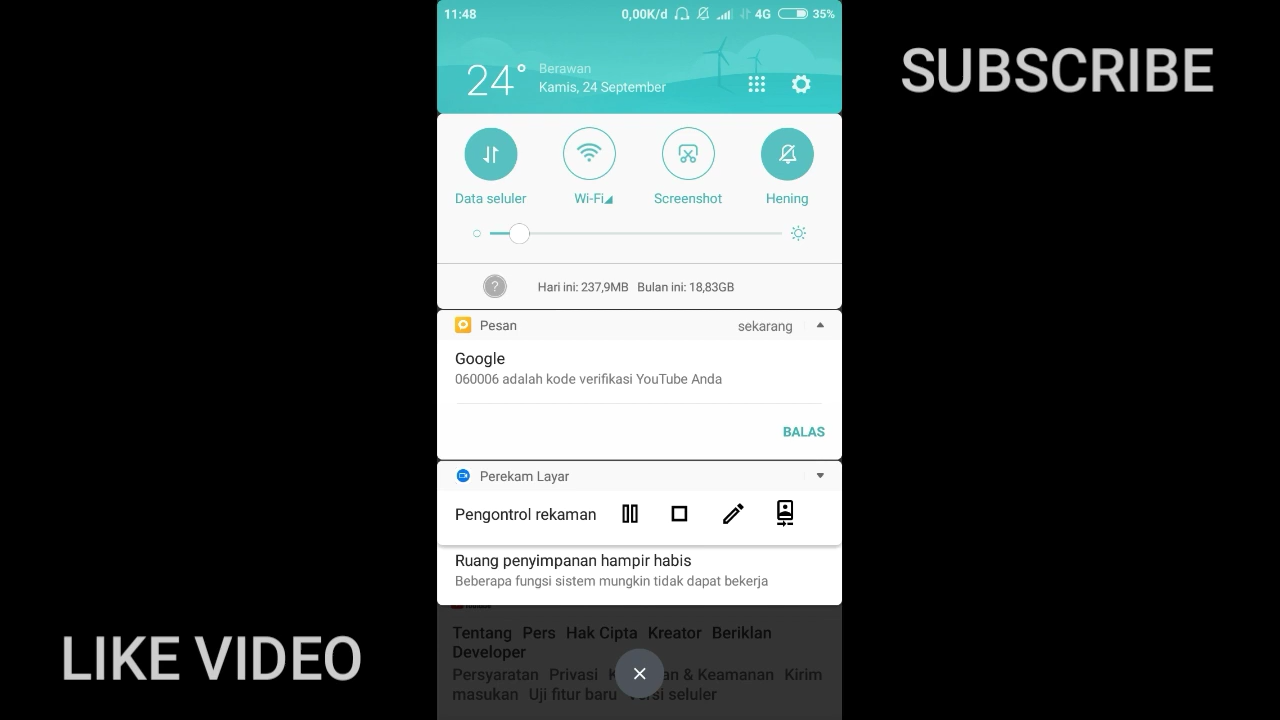 11:48 0,00K/d 4G 35%
SUBSCRIBE
24° Berawan
Kamis, 24 September
Data seluler Wi-Fi Screenshot Hening
? Hari ini: 237,9MB Bulan ini: 18,83GB
Pesan sekarang
Google
060006 adalah kode verifikasi YouTube Anda
BALAS
Perekam Layar
Pengontrol rekaman
Ruang penyimpanan hampir habis
Beberapa fungsi sistem mungkin tidak dapat bekerja
Tentang Pers Hak Cipta Kreator Beriklan
Developer
Persyaratan Privasi & Keamanan Kirim
masukan Uji fitur baru seluler
LIKE VIDEO